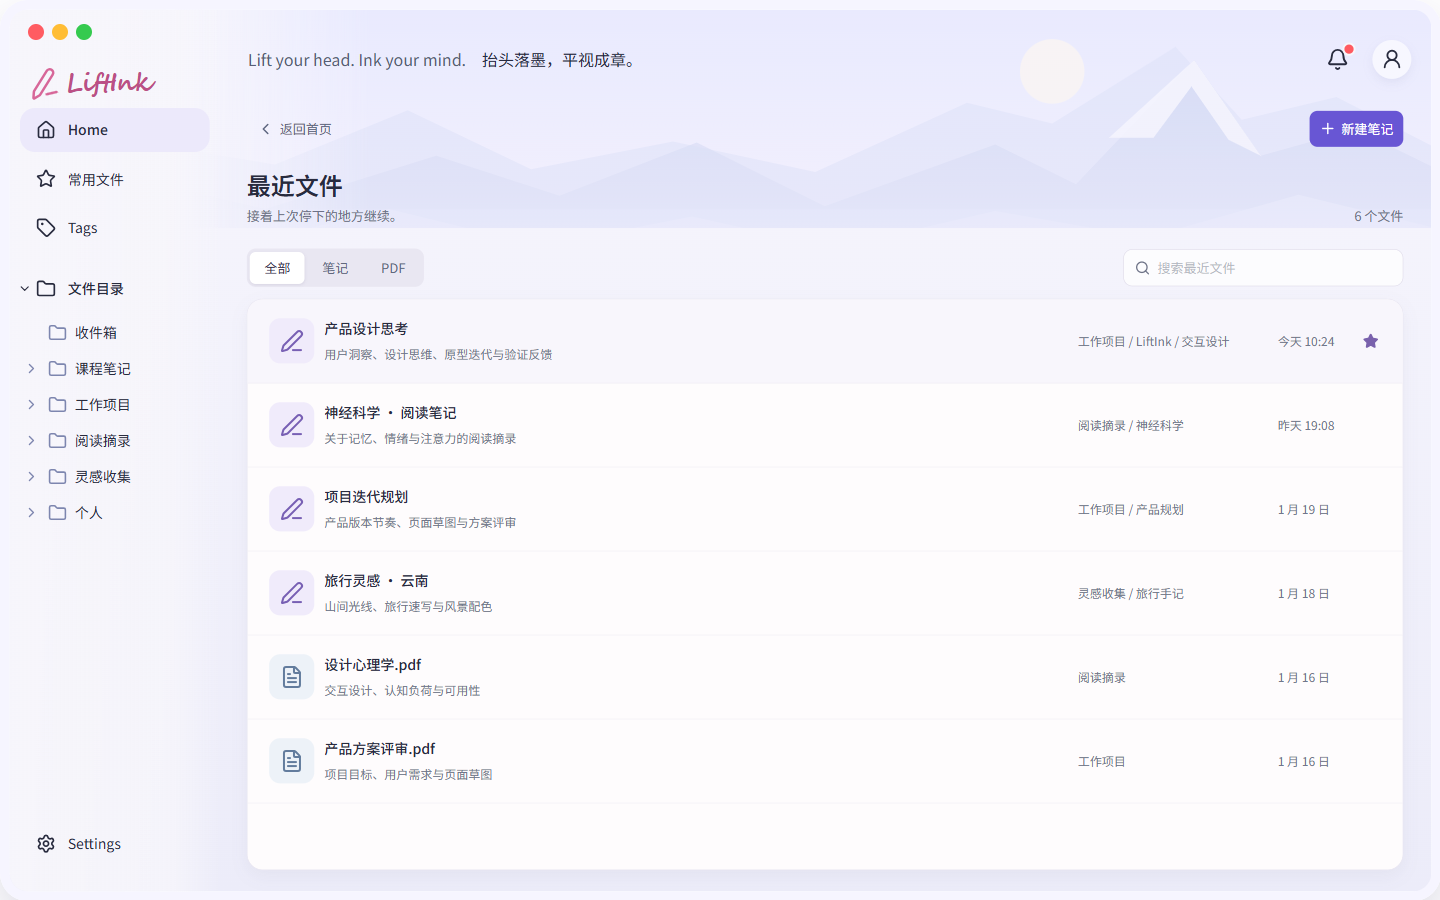 Lift your head. Ink your mind. 抬头落墨，平视成章。
LiftInk
Home
常用文件
Tags
文件目录
收件箱
课程笔记
工作项目
阅读摘录
灵感收集
个人
Settings
返回首页
新建笔记
最近文件
接着上次停下的地方继续。
6 个文件
全部
笔记
PDF
搜索最近文件
产品设计思考
用户洞察、设计思维、原型迭代与验证反馈
工作项目 / LiftInk / 交互设计
今天 10:24
神经科学 · 阅读笔记
关于记忆、情绪与注意力的阅读摘录
阅读摘录 / 神经科学
昨天 19:08
项目迭代规划
产品版本节奏、页面草图与方案评审
工作项目 / 产品规划
1 月 19 日
旅行灵感 · 云南
山间光线、旅行速写与风景配色
灵感收集 / 旅行手记
1 月 18 日
设计心理学.pdf
交互设计、认知负荷与可用性
阅读摘录
1 月 16 日
产品方案评审.pdf
项目目标、用户需求与页面草图
工作项目
1 月 16 日